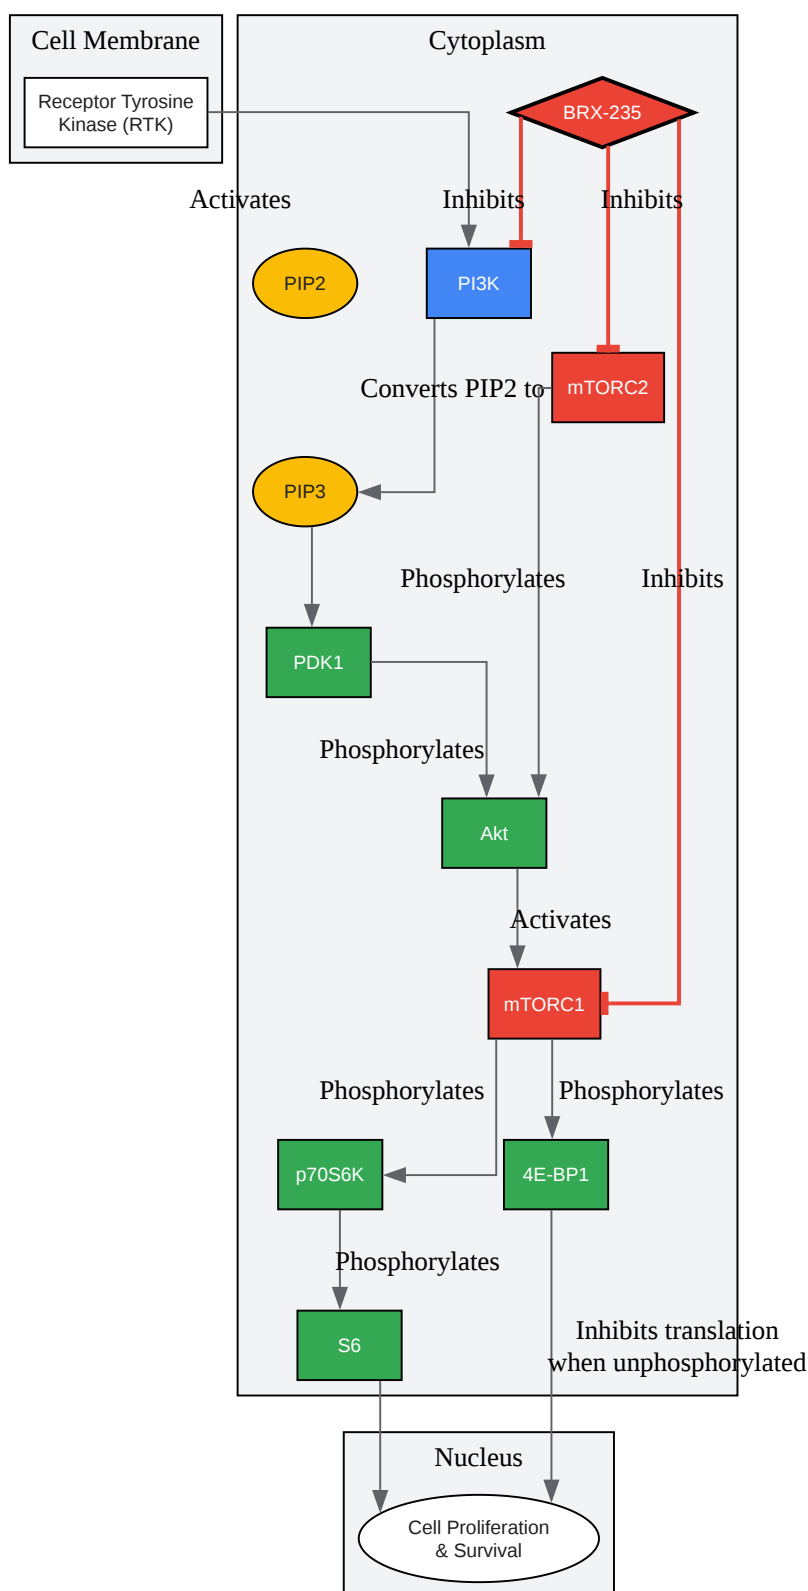 Cell Membrane
Cytoplasm
Receptor Tyrosine
Kinase (RTK)
BRX-235
Activates
Inhibits
Inhibits
PIP2
PI3K
Converts PIP2 to
mTORC2
PIP3
Phosphorylates
Inhibits
PDK1
Phosphorylates
Akt
Activates
mTORC1
Phosphorylates
Phosphorylates
p70S6K
4E-BP1
Phosphorylates
S6
Inhibits translation
when unphosphorylated
Nucleus
Cell Proliferation
& Survival